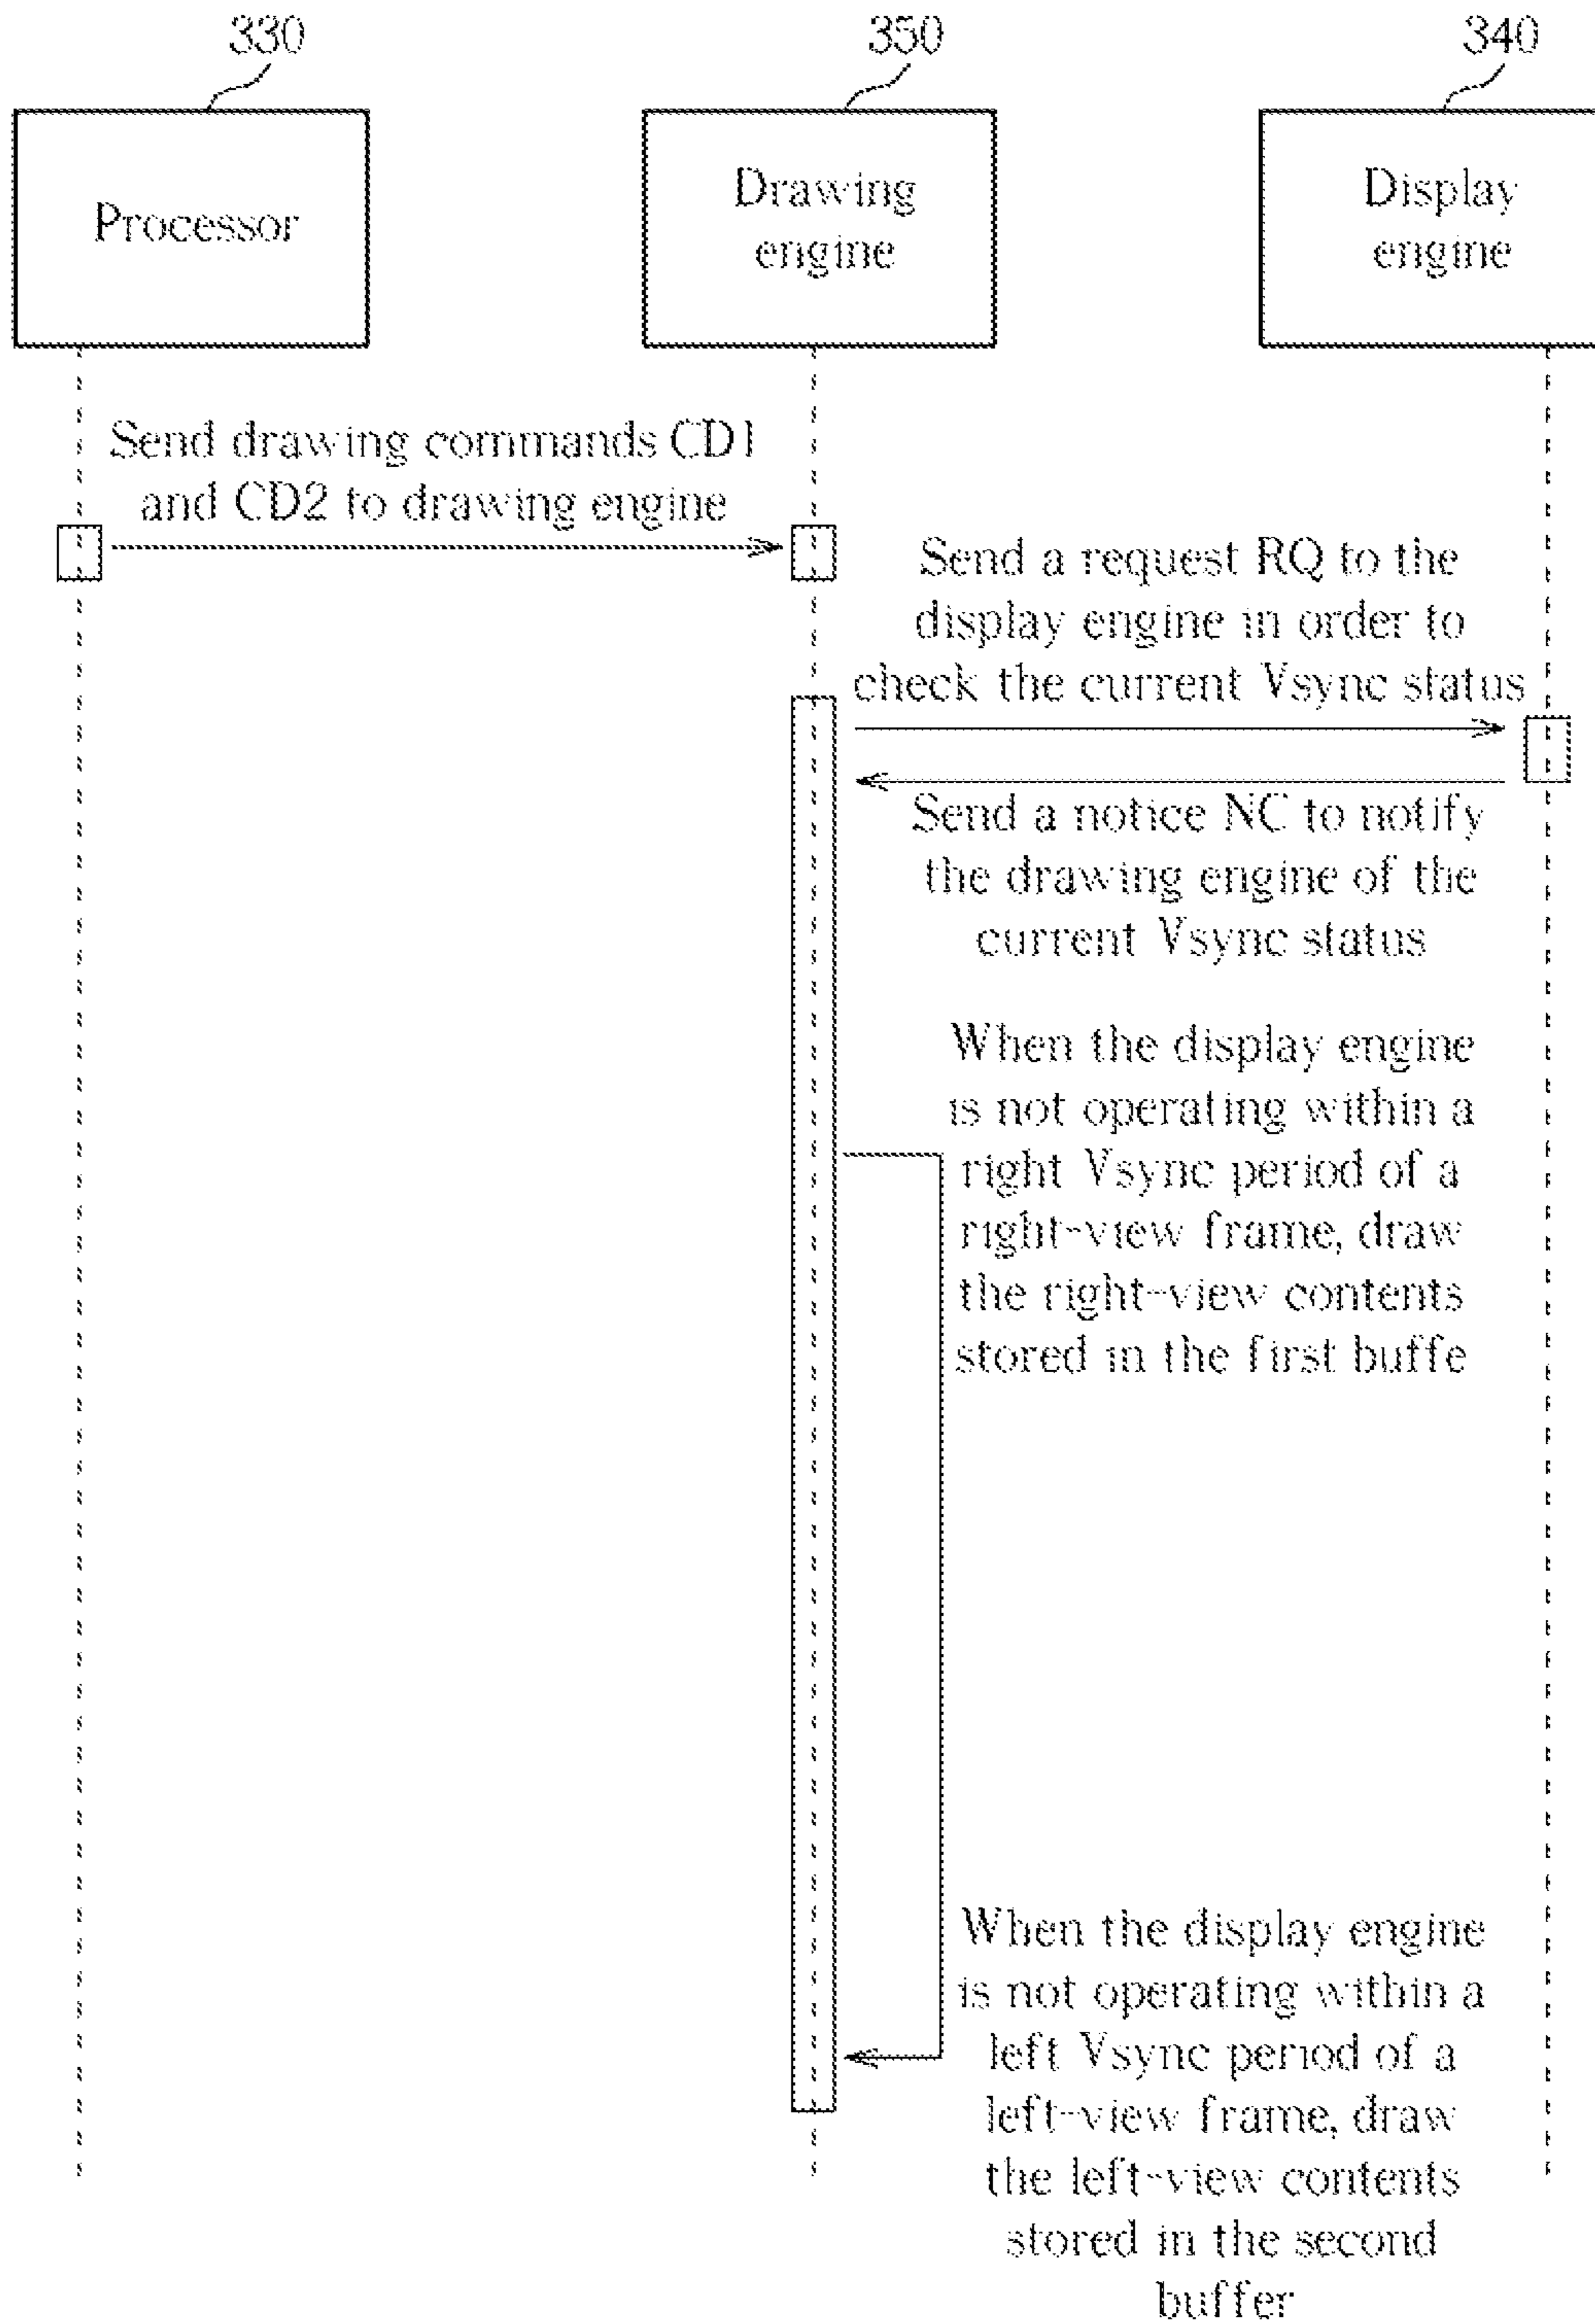 330
350
340
Processor
Drawing
engine
Display
engine
Send drawing commands CD1
and CD2 to drawing engine
Send a request RQ to the
display engine in order to
check the current Vsync status
Send a notice NC to notify
the drawing engine of the
current Vsync status
When the display engine
is not operating within a
right Vsync period of a
right-view frame, draw
the right-view contents
stored in the first buffe
When the display engine
is not operating within a
left Vsync period of a
left-view frame, draw
the left-view contents
stored in the second
buffer